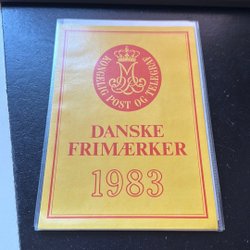 KONGELIG POST OG TELEGRAF
DANSKE
FRIMÆRKER
1983